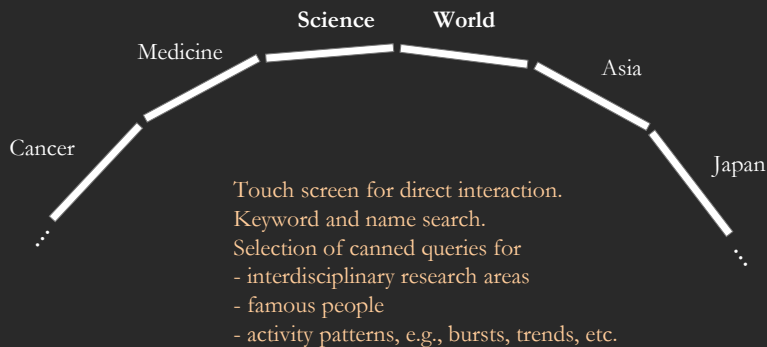 Science World
Medicine
Asia
Cancer
Japan
Touch screen for direct interaction.
Keyword and name search.
Selection of canned queries for
- interdisciplinary research areas
- famous people
- activity patterns, e.g., bursts, trends, etc.